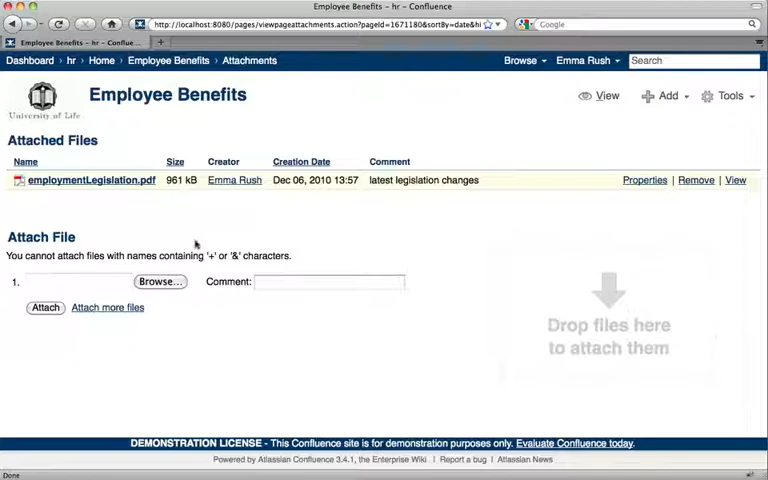 Employee Benefits – hr – Confluence
http://localhost:8080/pages/viewpageattachments.action?pageId=1671180&sortBy=date&hi
Google
Employee Benefits – hr – Conflue...
Dashboard > hr > Home > Employee Benefits > Attachments
Browse Emma Rush Search
University of Life
Employee Benefits
View Add Tools
Attached Files
Name Size Creator Creation Date Comment
employmentLegislation.pdf 961 kB Emma Rush Dec 06, 2010 13:57 latest legislation changes Properties | Remove | View
Attach File
You cannot attach files with names containing '+' or '&' characters.
1. Browse... Comment:
Attach Attach more files
Drop files here
to attach them
DEMONSTRATION LICENSE - This Confluence site is for demonstration purposes only. Evaluate Confluence today.
Powered by Atlassian Confluence 3.4.1, the Enterprise Wiki | Report a bug | Atlassian News
Done